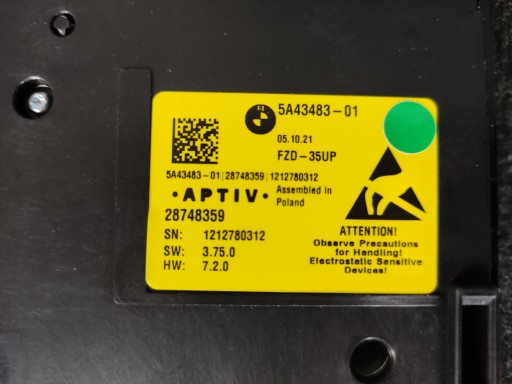 5A43483-01
05.10.21
FZD-35UP
5A43483-01|28748359|1212780312
• APTIV •
Assembled in
Poland
28748359
SN: 1212780312
SW: 3.75.0
HW: 7.2.0
ATTENTION!
Observe Precautions
for Handling!
Electrostatic Sensitive
Devices!